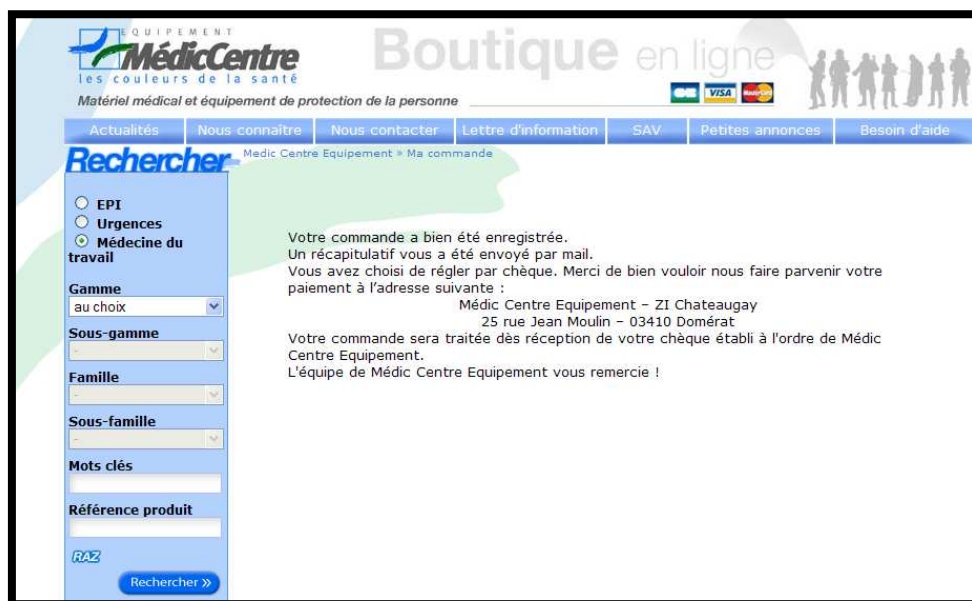 EQUIPEMENT
MédicCentre
les couleurs de la santé
Matériel médical et équipement de protection de la personne
Boutique en ligne
CB VISA MasterCard
Actualités Nous connaître Nous contacter Lettre d'information SAV Petites annonces Besoin d'aide
Rechercher
Medic Centre Equipement » Ma commande
EPI
Urgences
Médecine du
travail
Gamme
au choix
Sous-gamme
-
Famille
-
Sous-famille
-
Mots clés
Référence produit
RAZ
Rechercher »
Votre commande a bien été enregistrée.
Un récapitulatif vous a été envoyé par mail.
Vous avez choisi de régler par chèque. Merci de bien vouloir nous faire parvenir votre
paiement à l'adresse suivante :
Médic Centre Equipement – ZI Chateaugay
25 rue Jean Moulin – 03410 Domérat
Votre commande sera traitée dès réception de votre chèque établi à l'ordre de Médic
Centre Equipement.
L'équipe de Médic Centre Equipement vous remercie !